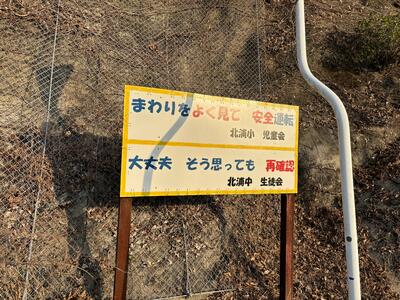 まわりをよく見て 安全運転
北浦小 児童会
大丈夫 そう思っても 再確認
北浦中 生徒会